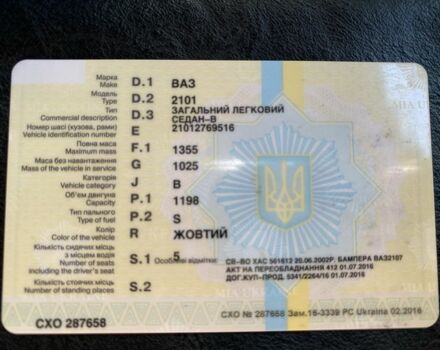 Марка D.1 ВАЗ
Make
Модель D.2 2101
Type
Тип D.3 ЗАГАЛЬНИЙ ЛЕГКОВИЙ
Commercial description СЕДАН-В
Номер шасі (кузова, рами) E 21012769516
Vehicle identification number
Повна маса F.1 1355
Maximum mass
Маса без навантаження G 1025
Mass of the vehicle in service
Категорія J B
Vehicle category
Об'єм двигуна P.1 1198
Capacity
Тип пального P.2 S
Type of fuel
Колір R ЖОВТИЙ
Color of the vehicle
Кількість сидячих місць S.1 5 Особливі відмітки:
з місцем водія
Number of seats
including the driver's seat
СВ-ВО ХАС 561612 20.06.2002Р. БАМПЕРА ВАЗ2107
АКТ НА ПЕРЕОБЛАДНАННЯ 412 01.07.2016
ДОГ.КУП-ПРОД. 5341/2264/16 01.07.2016
Кількість стоячих місць S.2
Number of standing places
СХО 287658
СХО № 287658 Зам.16-3339 РС Ukraina 02.2016